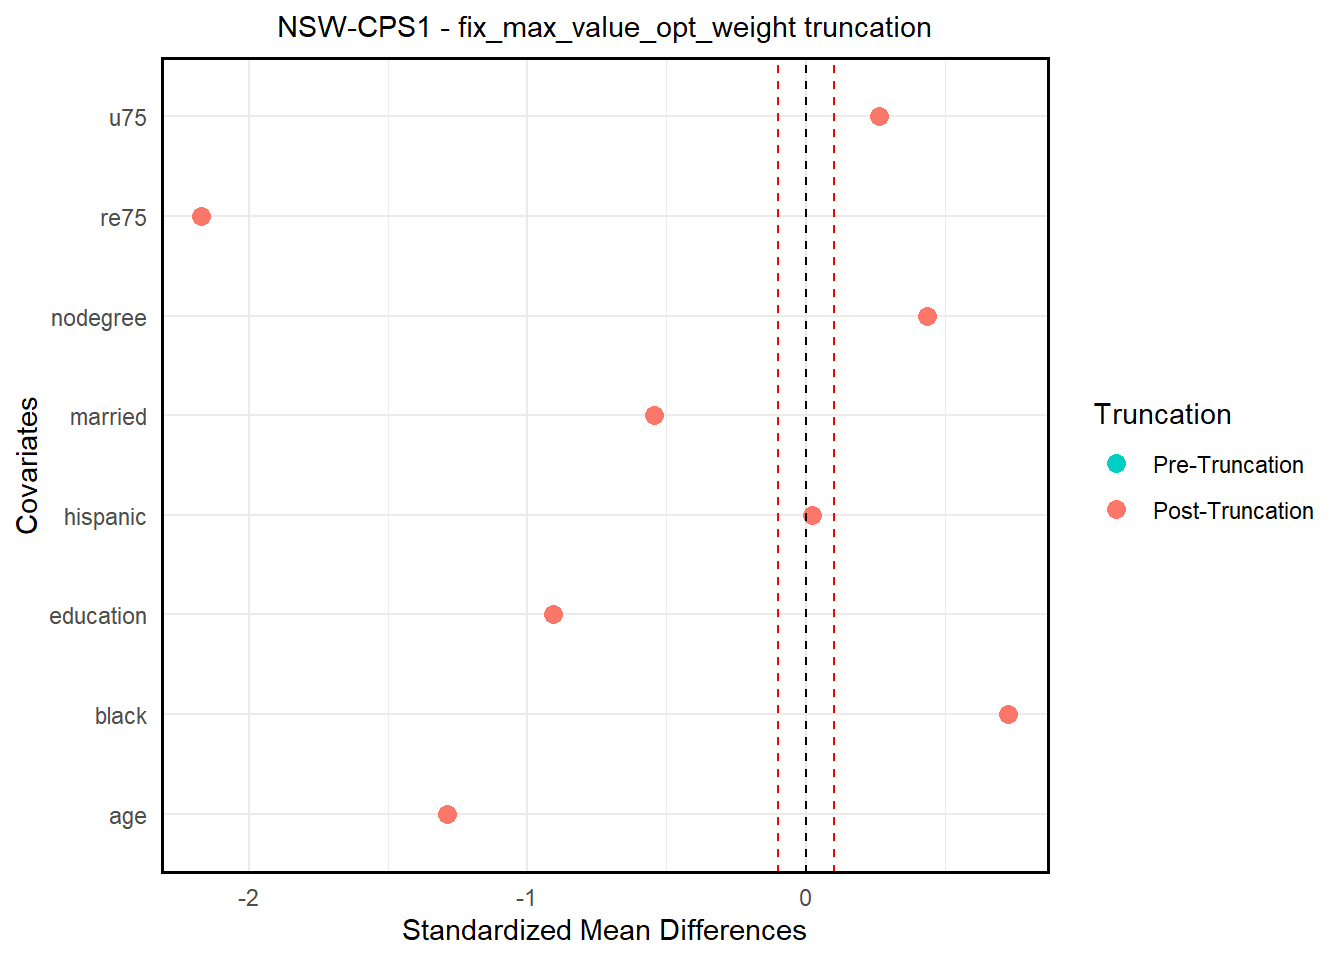 NSW-CPS1 - fix_max_value_opt_weight truncation
u75
re75
nodegree
married
hispanic
education
black
age
Covariates
-2
-1
0
Standardized Mean Differences
Truncation
Pre-Truncation
Post-Truncation